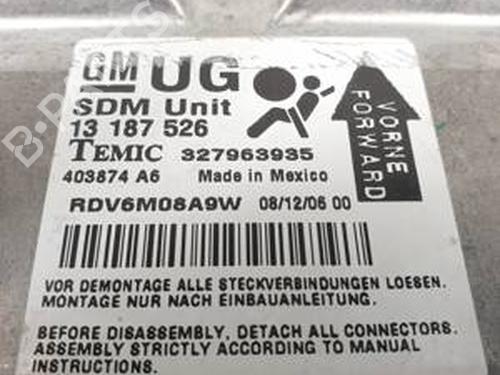 GM UG
SDM Unit
13 187 526
TEMIC 327963935
403874 A6 Made in Mexico
RDV6M08A9W 08/12/06 00
VORNE
FORWARD
VOR DEMONTAGE ALLE STECKVERBINDUNGEN LOESEN.
MONTAGE NUR NACH EINBAUANLEITUNG.
BEFORE DISASSEMBLY, DETACH ALL CONNECTORS.
ASSEMBLY STRICTLY ACCORDING TO MANUAL
INSTRUCTIONS.